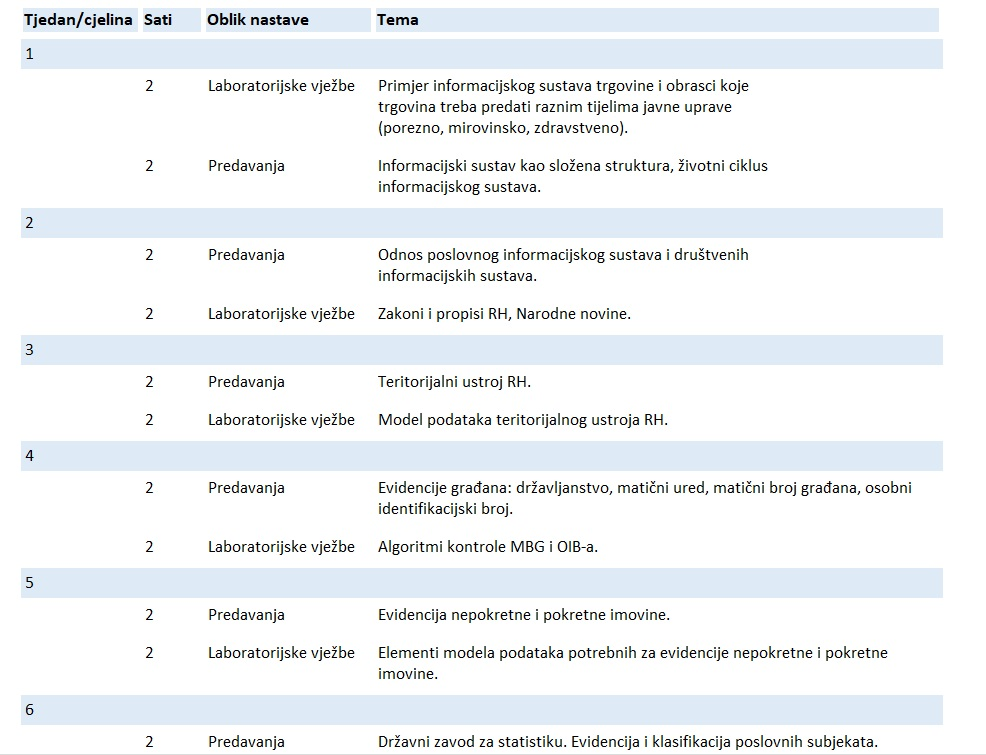 Tjedan/cjelina Sati Oblik nastave Tema
1
2 Laboratorijske vježbe Primjer informacijskog sustava trgovine i obrasci koje
trgovina treba predati raznim tijelima javne uprave
(porezno, mirovinsko, zdravstveno).
2 Predavanja Informacijski sustav kao složena struktura, životni ciklus
informacijskog sustava.
2
2 Predavanja Odnos poslovnog informacijskog sustava i društvenih
informacijskih sustava.
2 Laboratorijske vježbe Zakoni i propisi RH, Narodne novine.
3
2 Predavanja Teritorijalni ustroj RH.
2 Laboratorijske vježbe Model podataka teritorijalnog ustroja RH.
4
2 Predavanja Evidencije građana: državljanstvo, matični ured, matični broj građana, osobni
identifikacijski broj.
2 Laboratorijske vježbe Algoritmi kontrole MBG i OIB-a.
5
2 Predavanja Evidencija nepokretne i pokretne imovine.
2 Laboratorijske vježbe Elementi modela podataka potrebnih za evidencije nepokretne i pokretne
imovine.
6
2 Predavanja Državni zavod za statistiku. Evidencija i klasifikacija poslovnih subjekata.